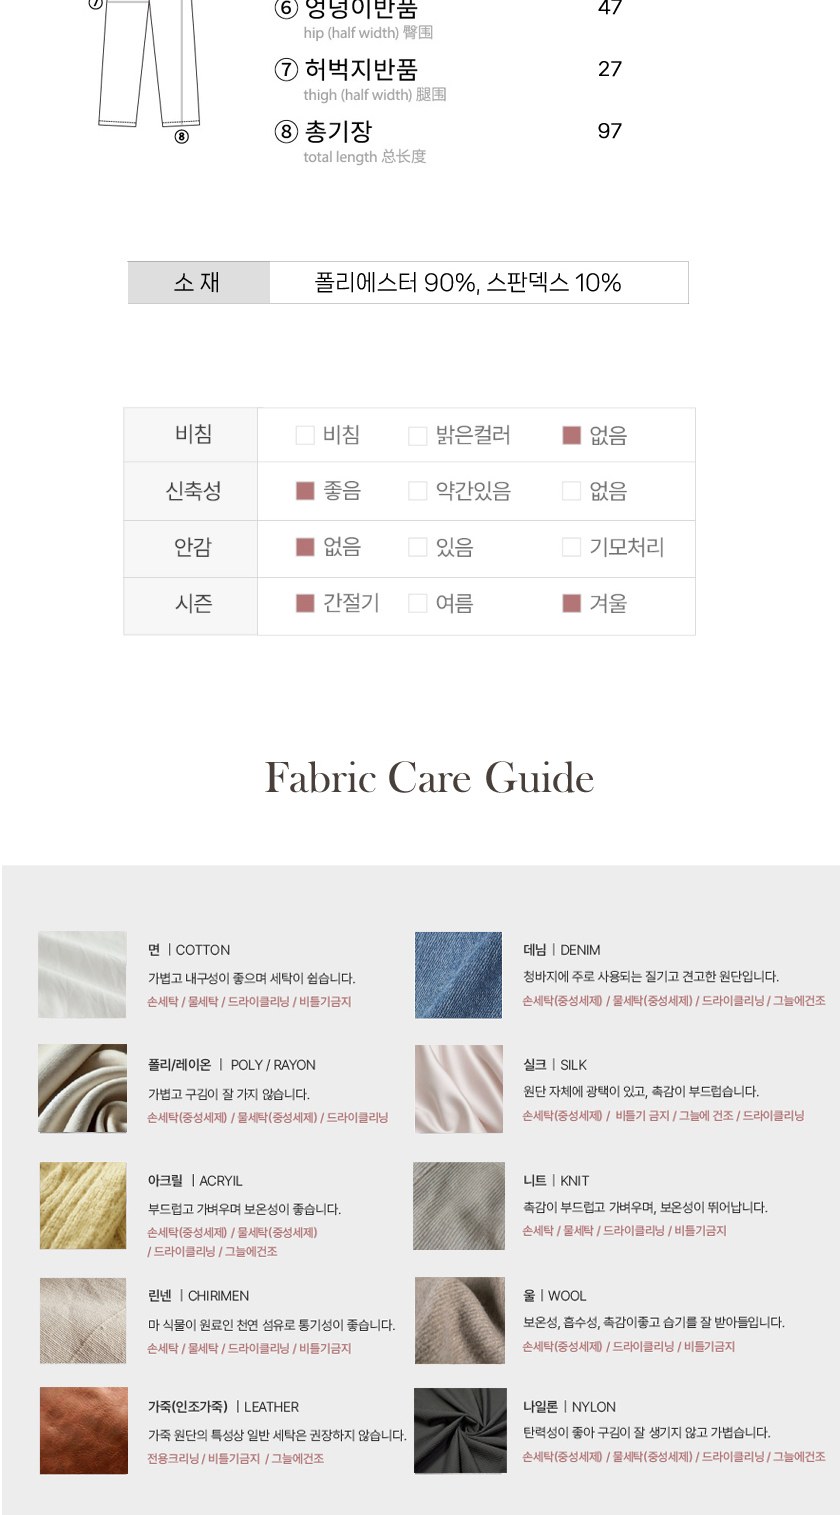 ⑦
⑧
⑥ 엉덩이반품 47
hip (half width) 臀围
⑦ 허벅지반품 27
thigh (half width) 腿围
⑧ 총기장 97
total length 总长度
소 재 폴리에스터 90%, 스판덱스 10%
비침 비침 밝은컬러 없음
신축성 좋음 약간있음 없음
안감 없음 있음 기모처리
시즌 간절기 여름 겨울
Fabric Care Guide
면 | COTTON
가볍고 내구성이 좋으며 세탁이 쉽습니다.
손세탁 / 물세탁 / 드라이클리닝 / 비틀기금지
데님 | DENIM
청바지에 주로 사용되는 질기고 견고한 원단입니다.
손세탁(중성세제) / 물세탁(중성세제) / 드라이클리닝 / 그늘에건조
폴리/레이온 | POLY / RAYON
가볍고 구김이 잘 가지 않습니다.
손세탁(중성세제) / 물세탁(중성세제) / 드라이클리닝
실크 | SILK
원단 자체에 광택이 있고, 촉감이 부드럽습니다.
손세탁(중성세제) / 비틀기 금지 / 그늘에 건조 / 드라이클리닝
아크릴 | ACRYIL
부드럽고 가벼우며 보온성이 좋습니다.
손세탁(중성세제) / 물세탁(중성세제)
/ 드라이클리닝 / 그늘에건조
니트 | KNIT
촉감이 부드럽고 가벼우며, 보온성이 뛰어납니다.
손세탁 / 물세탁 / 드라이클리닝 / 비틀기금지
린넨 | CHIRIMEN
마 식물이 원료인 천연 섬유로 통기성이 좋습니다.
손세탁 / 물세탁 / 드라이클리닝 / 비틀기금지
울 | WOOL
보온성, 흡수성, 촉감이좋고 습기를 잘 받아들입니다.
손세탁(중성세제) / 드라이클리닝 / 비틀기금지
가죽(인조가죽) | LEATHER
가죽 원단의 특성상 일반 세탁은 권장하지 않습니다.
전용크리닝 / 비틀기금지 / 그늘에건조
나일론 | NYLON
탄력성이 좋아 구김이 잘 생기지 않고 가볍습니다.
손세탁(중성세제) / 물세탁(중성세제) / 드라이클리닝 / 그늘에건조